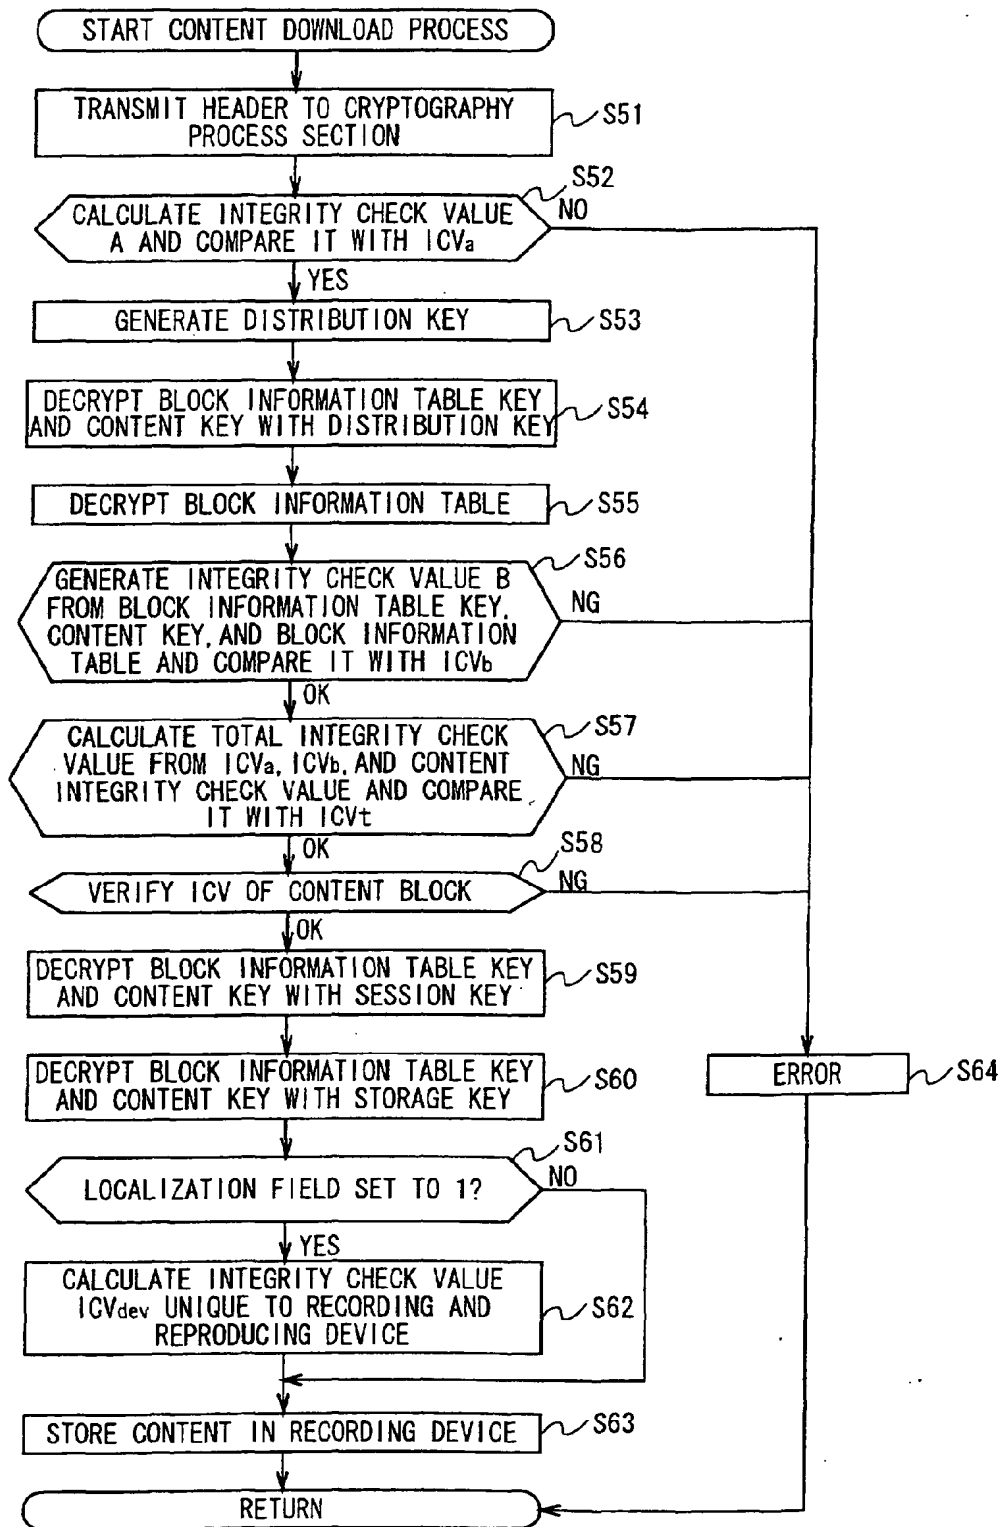 START CONTENT DOWNLOAD PROCESS
TRANSMIT HEADER TO CRYPTOGRAPHY
PROCESS SECTION
S51
S52
CALCULATE INTEGRITY CHECK VALUE
A AND COMPARE IT WITH ICVa
NO
YES
GENERATE DISTRIBUTION KEY
S53
DECRYPT BLOCK INFORMATION TABLE KEY
AND CONTENT KEY WITH DISTRIBUTION KEY
S54
DECRYPT BLOCK INFORMATION TABLE
S55
S56
GENERATE INTEGRITY CHECK VALUE B
FROM BLOCK INFORMATION TABLE KEY,
CONTENT KEY, AND BLOCK INFORMATION
TABLE AND COMPARE IT WITH ICVb
NG
OK
S57
CALCULATE TOTAL INTEGRITY CHECK
VALUE FROM ICVa, ICVb, AND CONTENT
INTEGRITY CHECK VALUE AND COMPARE
IT WITH ICVt
NG
OK
S58
VERIFY ICV OF CONTENT BLOCK
NG
OK
DECRYPT BLOCK INFORMATION TABLE KEY
AND CONTENT KEY WITH SESSION KEY
S59
DECRYPT BLOCK INFORMATION TABLE KEY
AND CONTENT KEY WITH STORAGE KEY
S60
ERROR
S64
S61
LOCALIZATION FIELD SET TO 1?
NO
YES
CALCULATE INTEGRITY CHECK VALUE
ICVdev UNIQUE TO RECORDING AND
REPRODUCING DEVICE
S62
STORE CONTENT IN RECORDING DEVICE
S63
RETURN